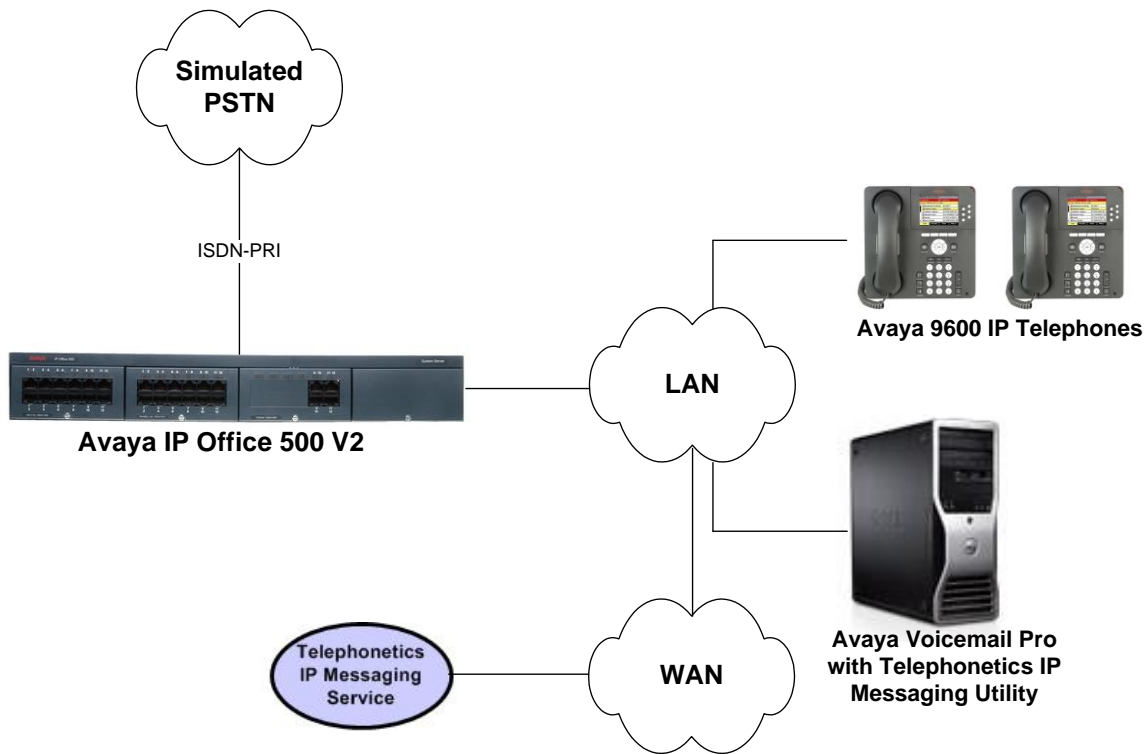 Simulated
PSTN
ISDN-PRI
Avaya IP Office 500 V2
LAN
Avaya 9600 IP Telephones
WAN
Avaya Voicemail Pro
with Telephonetics IP
Messaging Utility
Telephonetics
IP Messaging
Service